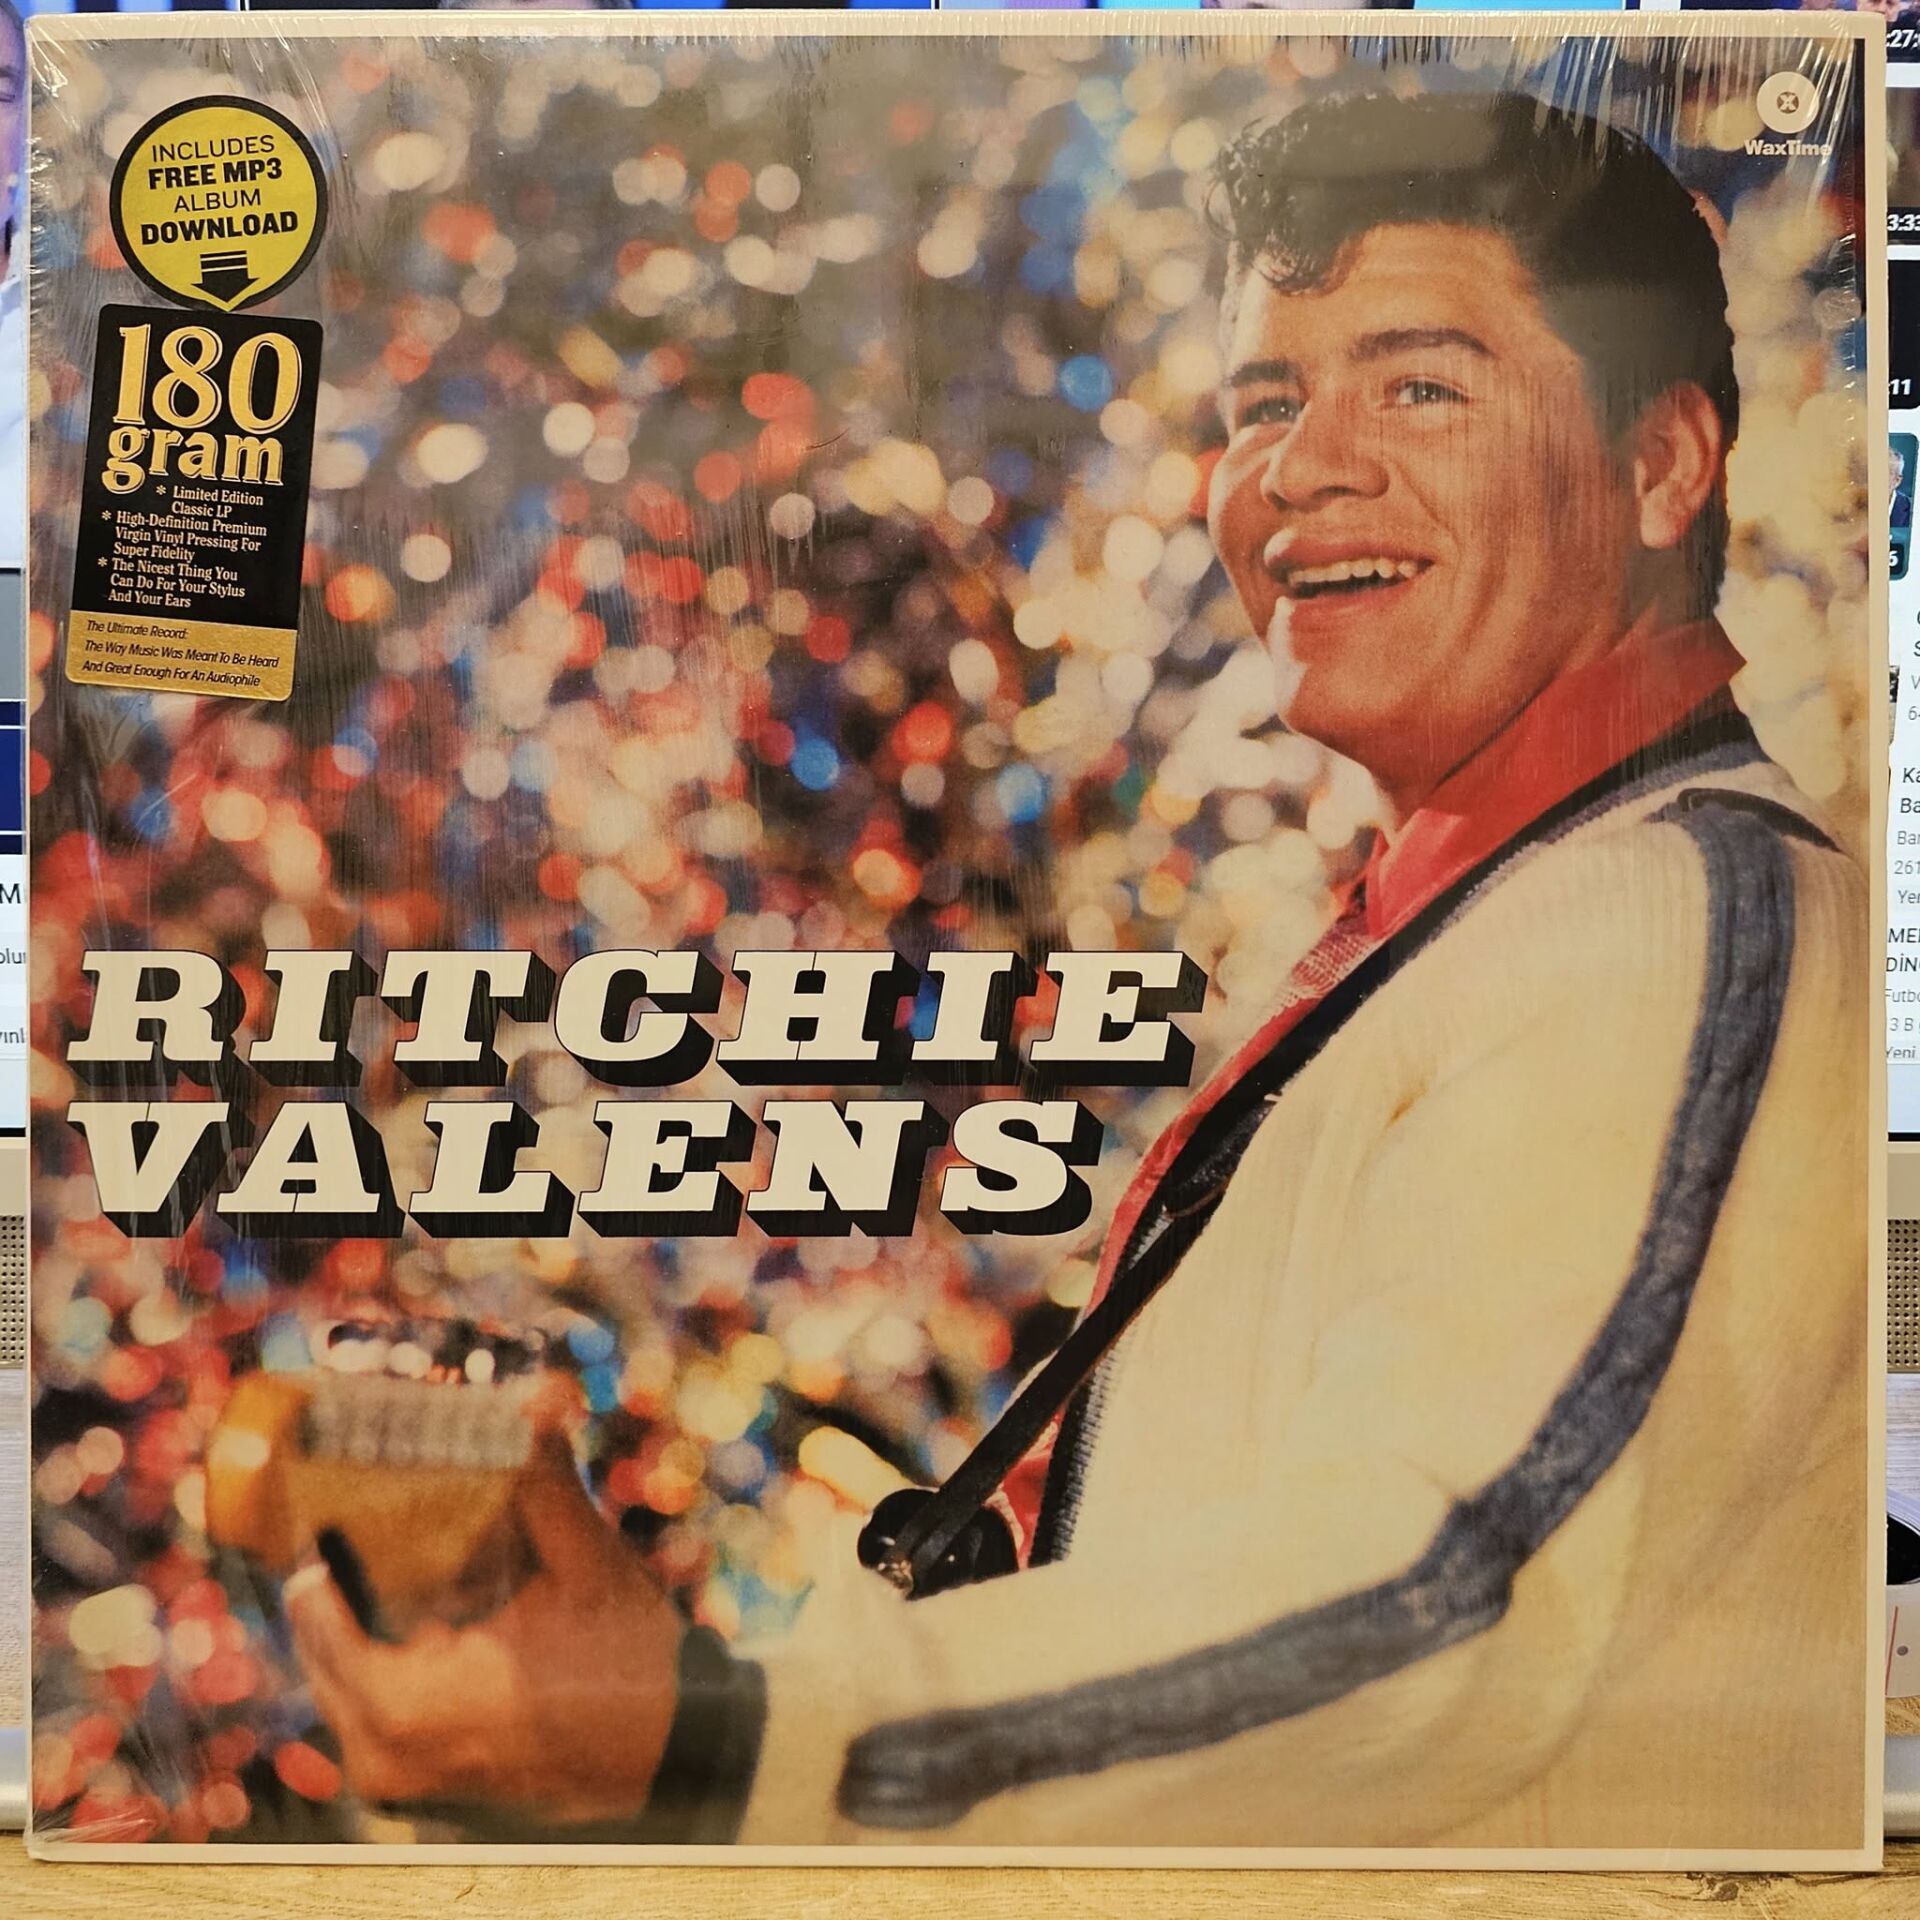 INCLUDES
FREE MP3
ALBUM
DOWNLOAD
180
gram
* Limited Edition
Classic LP
* High-Definition Premium
Virgin Vinyl Pressing For
Super Fidelity
* The Nicest Thing You
Can Do For Your Stylus
And Your Ears
The Ultimate Record:
The Way Music Was Meant To Be Heard
And Great Enough For An Audiophile
WaxTime
RITCHIE
VALENS